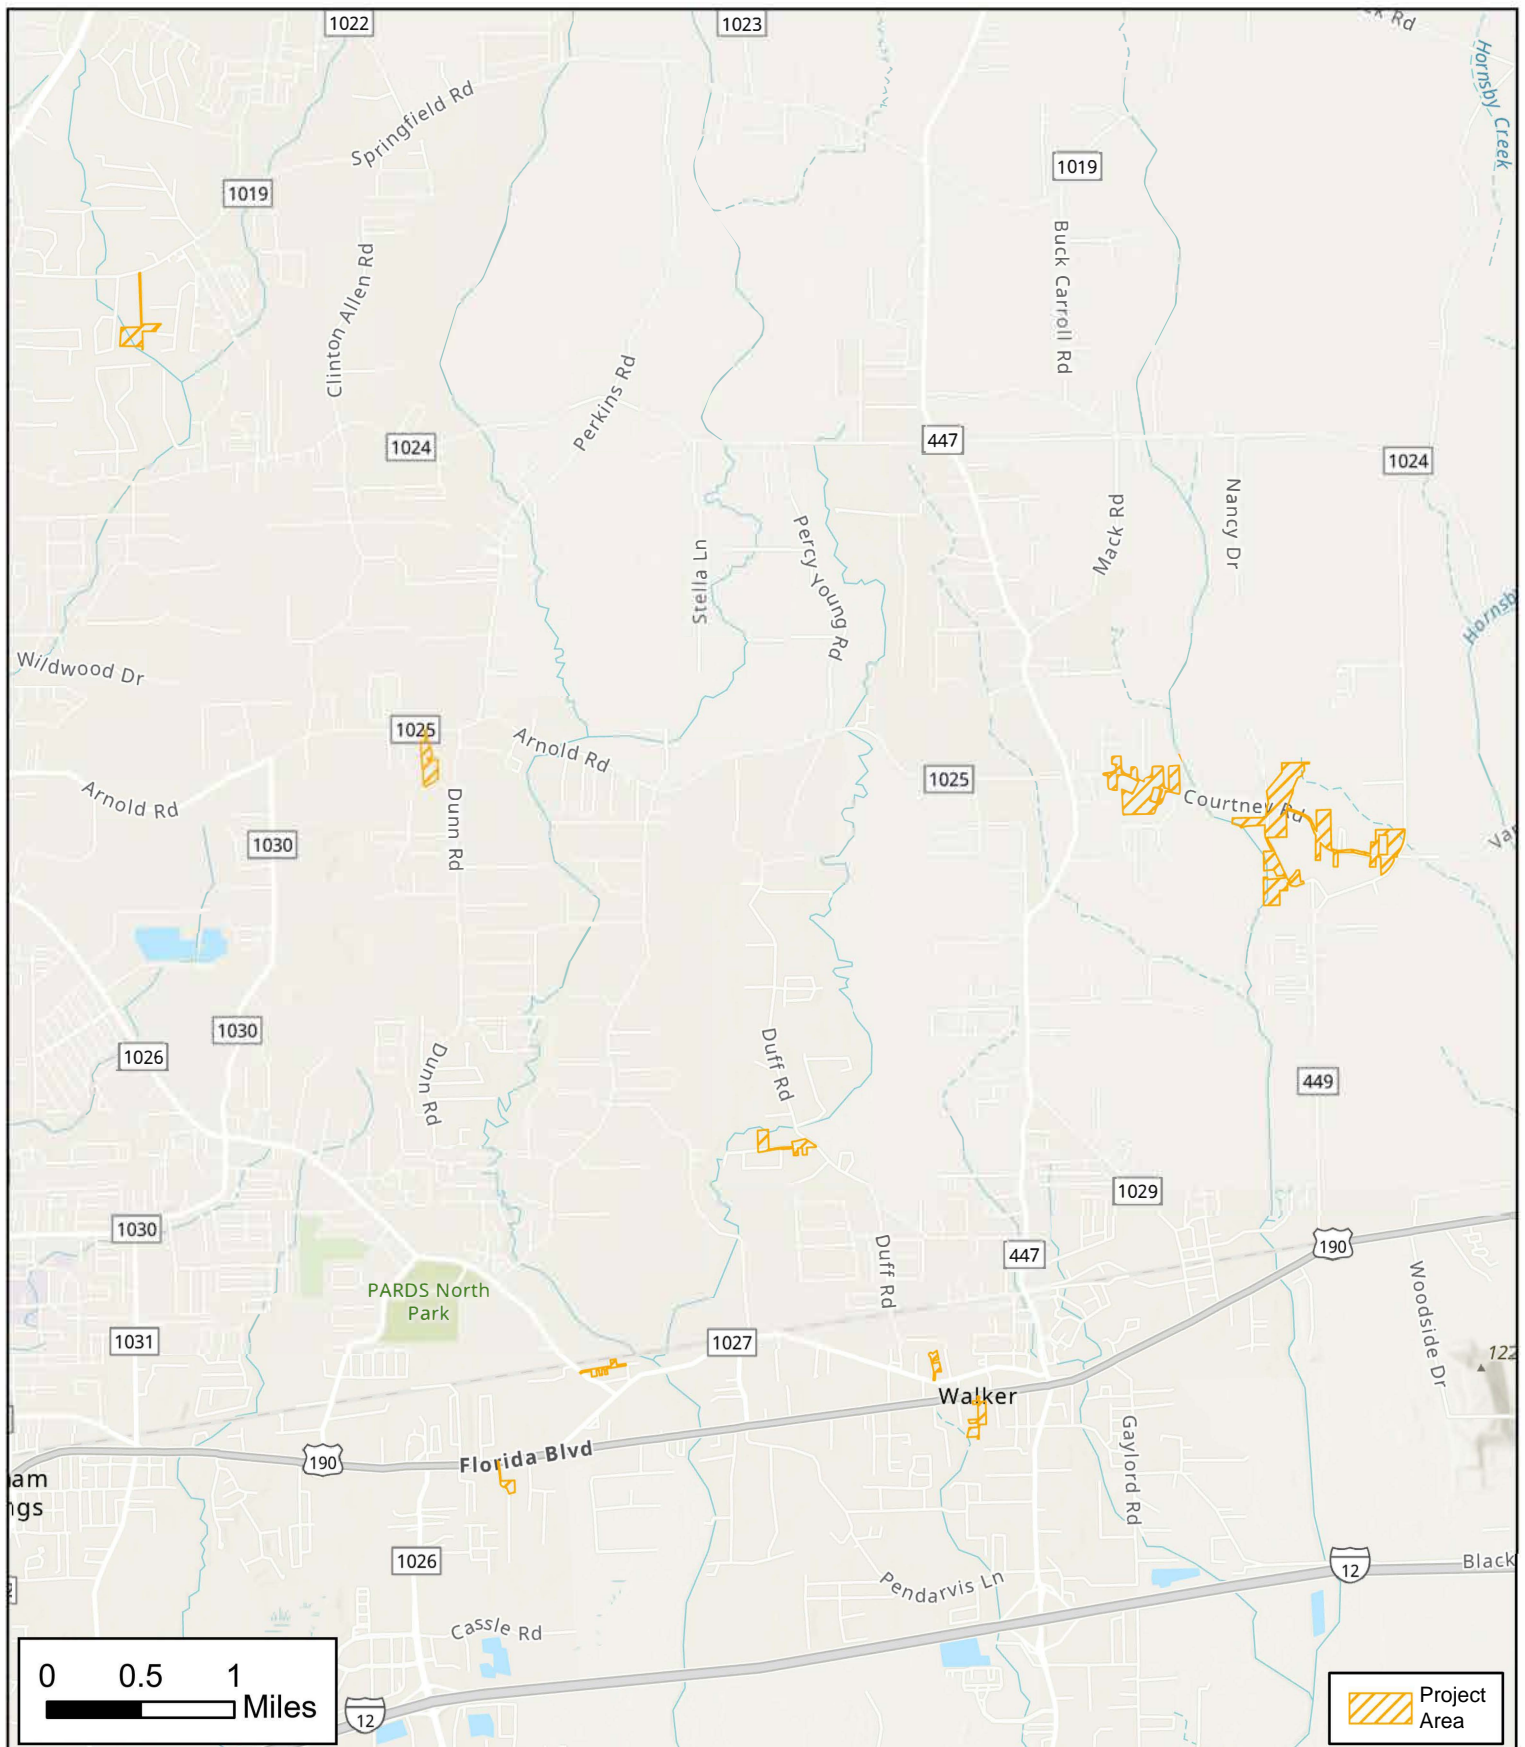 1022
1023
Springfield Rd
Hornsby Creek
1019
1019
Buck Carroll Rd
Clinton Allen Rd
Perkins Rd
1024
447
1024
Mack Rd
Nancy Dr
Percy Young Rd
Stella Ln
Wildwood Dr
1025
Arnold Rd
1025
Arnold Rd
Courtney Rd
Dunn Rd
1030
1030
1026
Dunn Rd
Duff Rd
449
1029
1030
190
447
Duff Rd
PARDS North
Park
Woodside Dr
1031
1027
122
Walker
Gaylord Rd
190
Florida Blvd
am
ngs
1026
12
Black
Pendarvis Ln
Cassle Rd
0 0.5 1
Miles
12
Project
Area